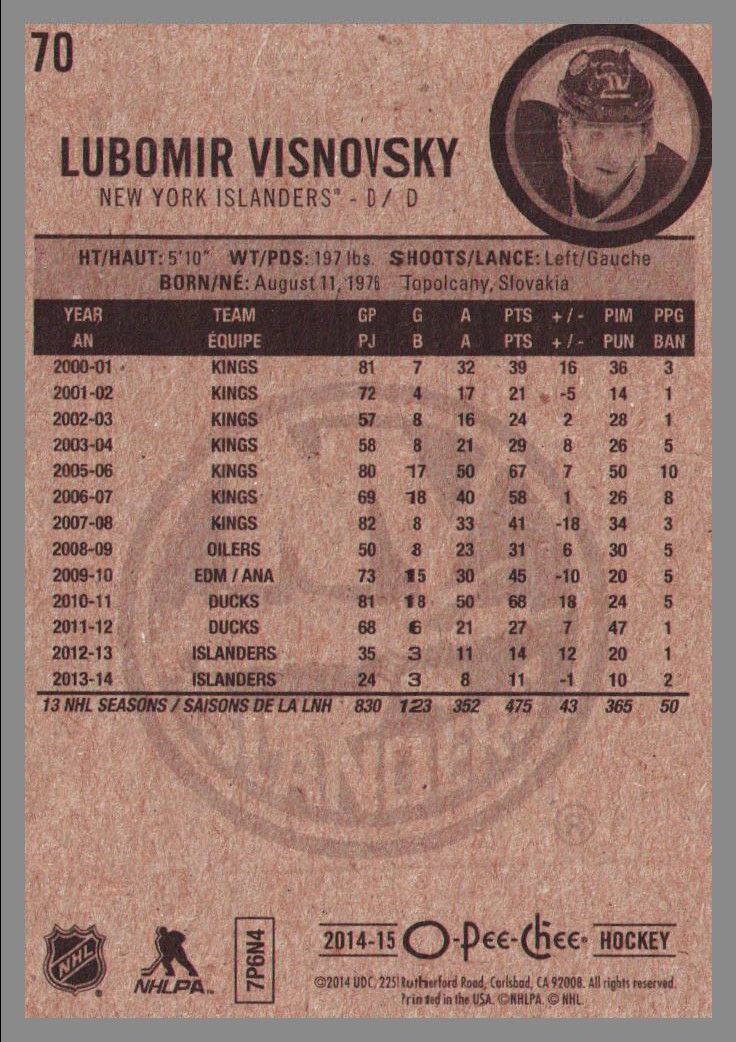 70
LUBOMIR VISNOVSKY
NEW YORK ISLANDERS® - D / D
HT/HAUT: 5'10" WT/PDS: 197 lbs. SHOOTS/LANCE: Left/Gauche
BORN/NÉ: August 11, 1976 Topolcany, Slovakia
YEAR TEAM GP G A PTS +/- PIM PPG
AN ÉQUIPE PJ B A PTS +/- PUN BAN
2000-01 KINGS 81 7 32 39 16 36 3
2001-02 KINGS 72 4 17 21 -5 14 1
2002-03 KINGS 57 8 16 24 2 28 1
2003-04 KINGS 58 8 21 29 8 26 5
2005-06 KINGS 80 17 50 67 7 50 10
2006-07 KINGS 69 18 40 58 1 26 8
2007-08 KINGS 82 8 33 41 -18 34 3
2008-09 OILERS 50 8 23 31 6 30 5
2009-10 EDM / ANA 73 15 30 45 -10 20 5
2010-11 DUCKS 81 18 50 68 18 24 5
2011-12 DUCKS 68 6 21 27 7 47 1
2012-13 ISLANDERS 35 3 11 14 12 20 1
2013-14 ISLANDERS 24 3 8 11 -1 10 2
13 NHL SEASONS / SAISONS DE LA LNH 830 123 352 475 43 365 50
ISLANDERS
®
NHL ®
NHLPA™
7P6N4
2014-15 O-Pee-Chee® HOCKEY
©2014 UDC, 2251 Rutherford Road, Carlsbad, CA 92008. All rights reserved.
Printed in the USA. ©NHLPA. © NHL